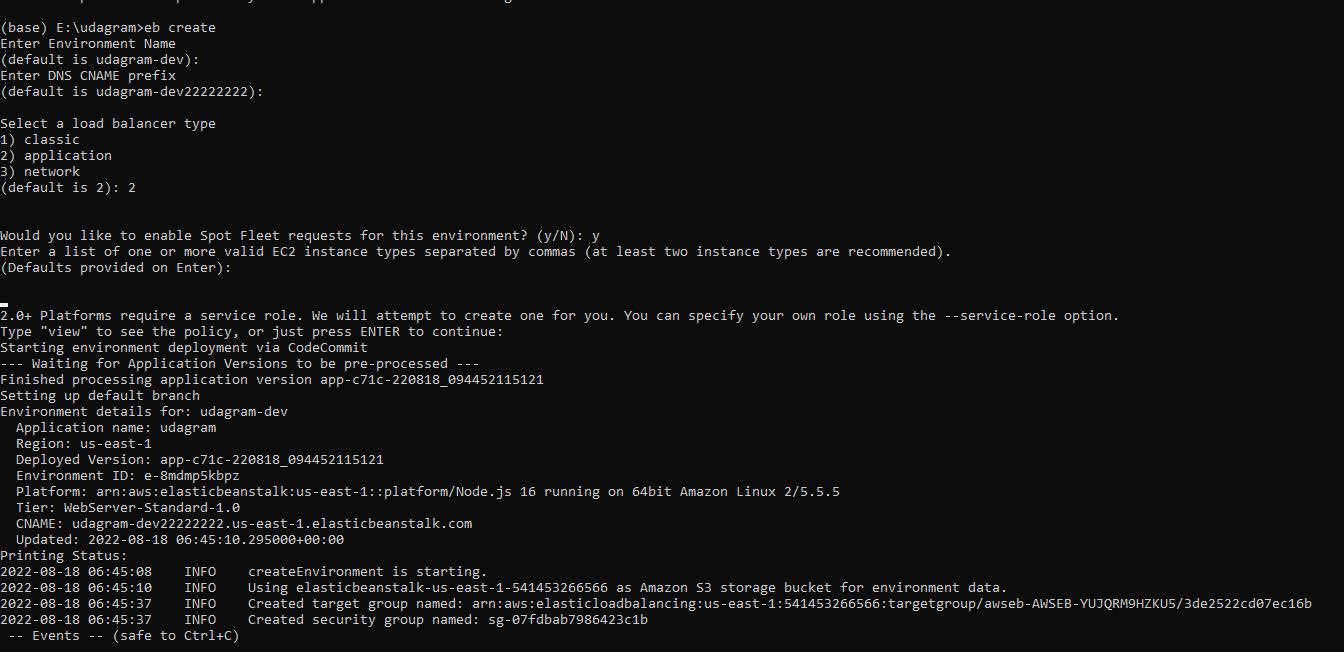 (base) E:\udagram>eb create
Enter Environment Name
(default is udagram-dev):
Enter DNS CNAME prefix
(default is udagram-dev22222222):
Select a load balancer type
1) classic
2) application
3) network
(default is 2): 2
Would you like to enable Spot Fleet requests for this environment? (y/N): y
Enter a list of one or more valid EC2 instance types separated by commas (at least two instance types are recommended).
(Defaults provided on Enter):
2.0+ Platforms require a service role. We will attempt to create one for you. You can specify your own role using the --service-role option.
Type "view" to see the policy, or just press ENTER to continue:
Starting environment deployment via CodeCommit
--- Waiting for Application Versions to be pre-processed ---
Finished processing application version app-c71c-220818_094452115121
Setting up default branch
Environment details for: udagram-dev
  Application name: udagram
  Region: us-east-1
  Deployed Version: app-c71c-220818_094452115121
  Environment ID: e-8mdmp5kbpz
  Platform: arn:aws:elasticbeanstalk:us-east-1::platform/Node.js 16 running on 64bit Amazon Linux 2/5.5.5
  Tier: WebServer-Standard-1.0
  CNAME: udagram-dev22222222.us-east-1.elasticbeanstalk.com
  Updated: 2022-08-18 06:45:10.295000+00:00
Printing Status:
2022-08-18 06:45:08    INFO    createEnvironment is starting.
2022-08-18 06:45:10    INFO    Using elasticbeanstalk-us-east-1-541453266566 as Amazon S3 storage bucket for environment data.
2022-08-18 06:45:37    INFO    Created target group named: arn:aws:elasticloadbalancing:us-east-1:541453266566:targetgroup/awseb-AWSEB-YUJQRM9HZKU5/3de2522cd07ec16b
2022-08-18 06:45:37    INFO    Created security group named: sg-07fdbab7986423c1b
 -- Events -- (safe to Ctrl+C)